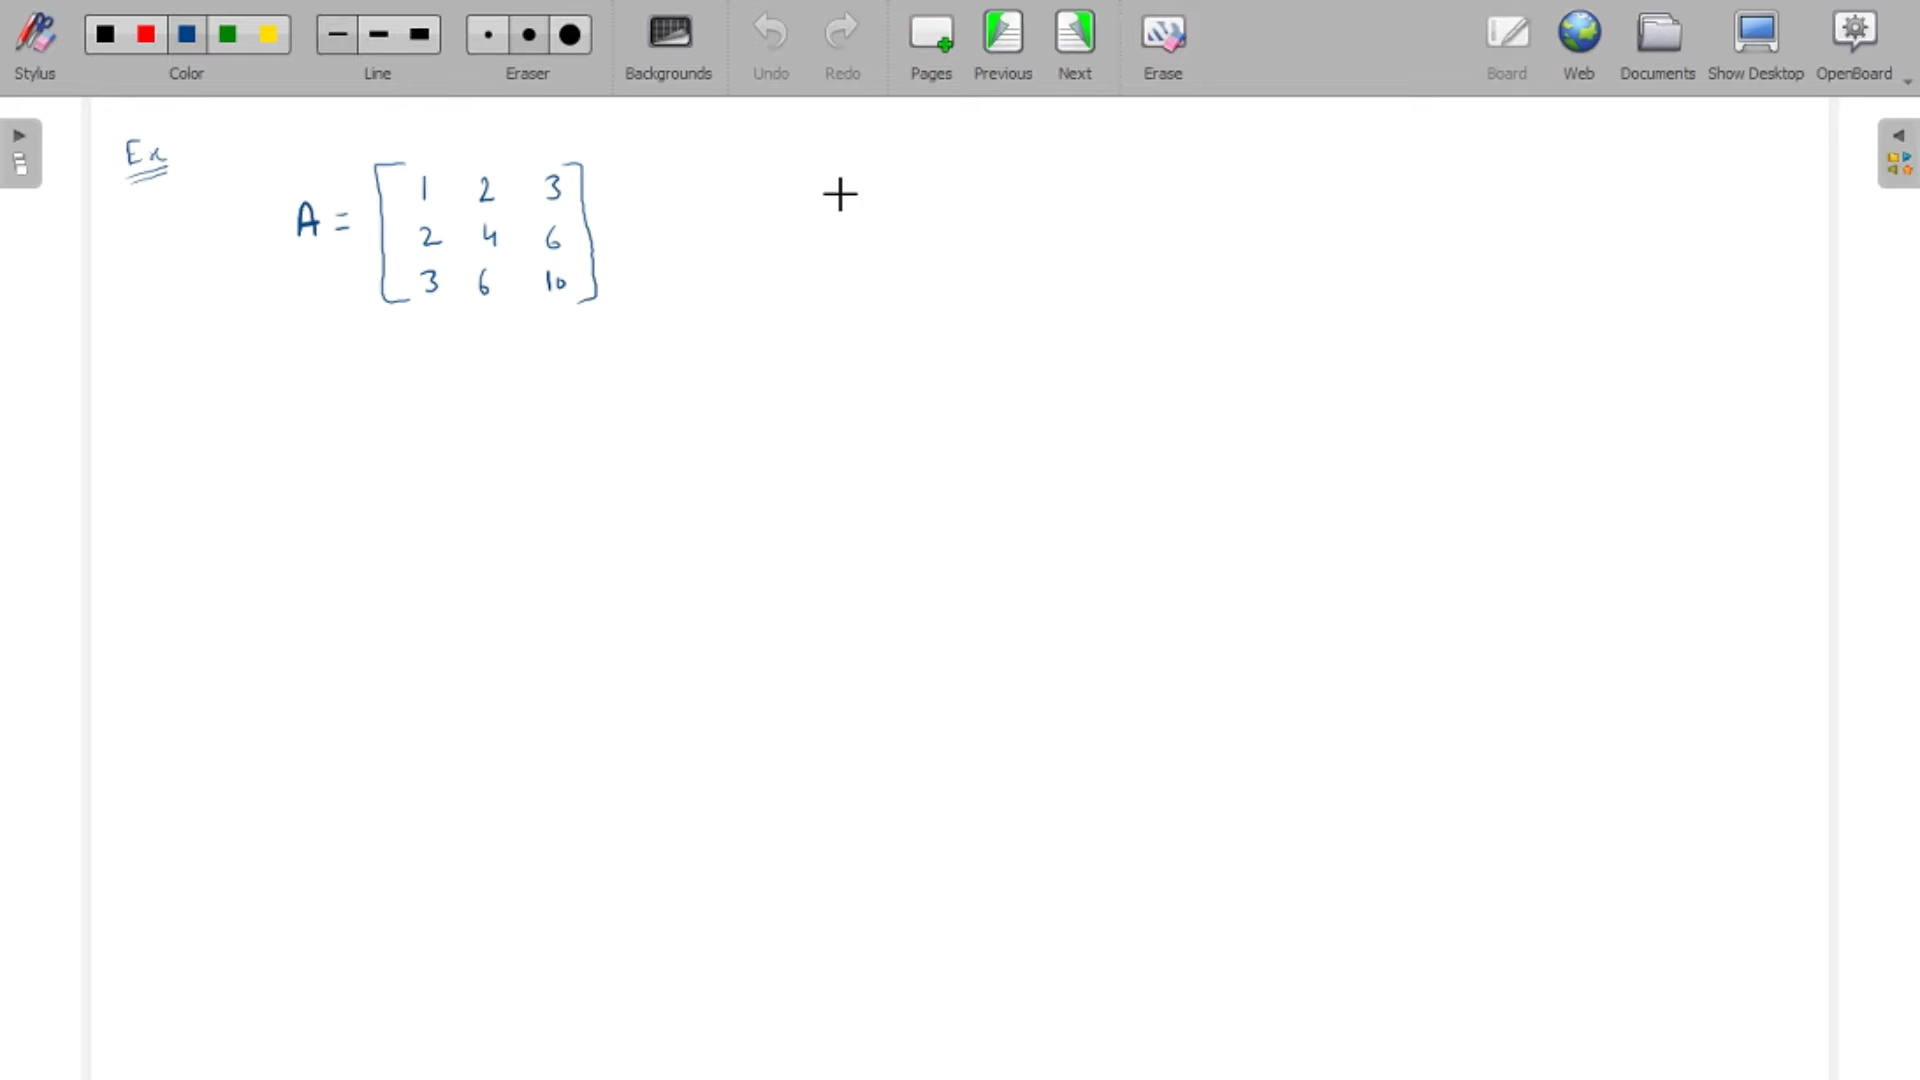 Stylus Color Line Eraser Backgrounds Undo Redo Pages Previous Next Erase Board Web Documents Show Desktop OpenBoard
Ex
A = [ 1 2 3
2 4 6
3 6 10 ]